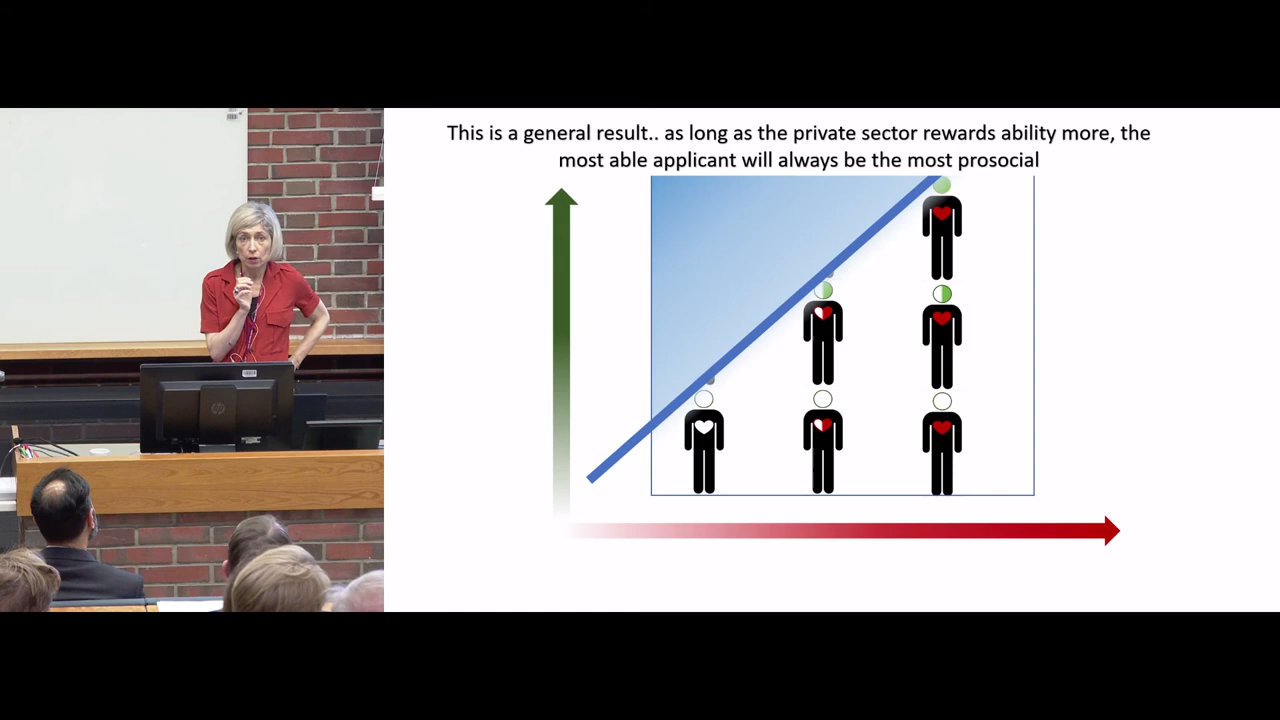 This is a general result.. as long as the private sector rewards ability more, the
most able applicant will always be the most prosocial